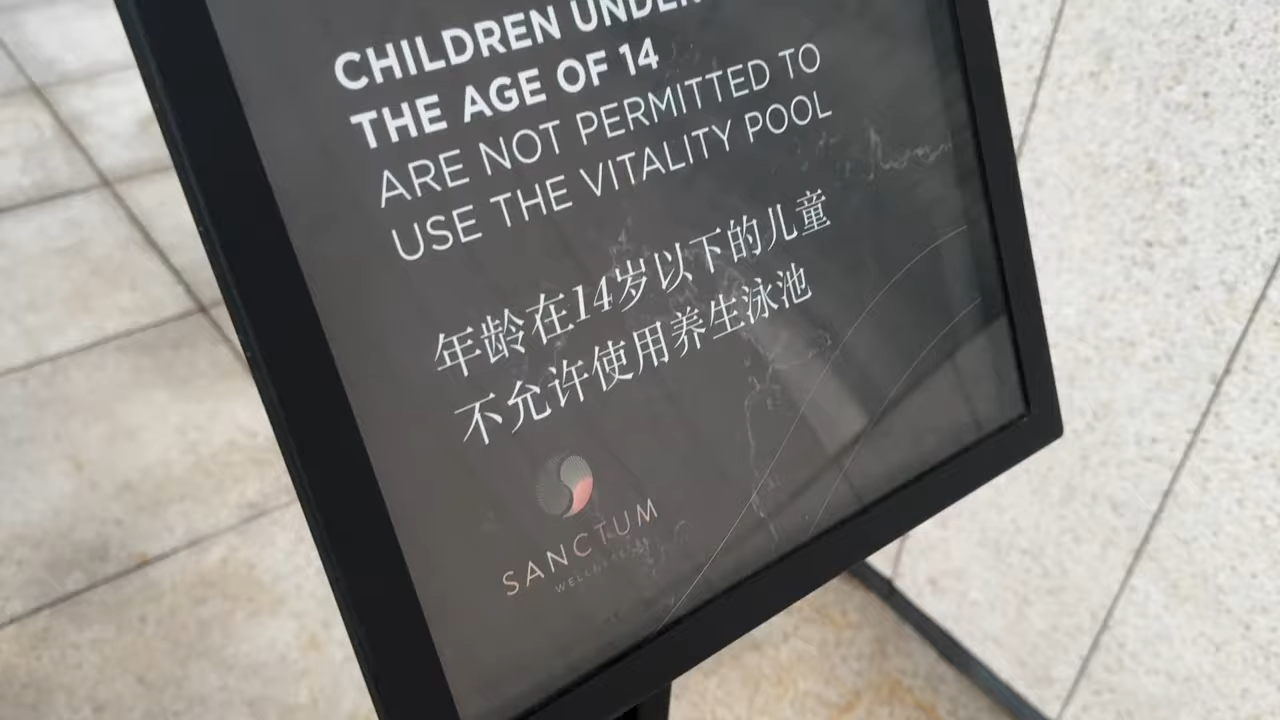 CHILDREN UNDER
THE AGE OF 14
ARE NOT PERMITTED TO
USE THE VITALITY POOL
年龄在14岁以下的儿童
不允许使用养生泳池
SANCTUM